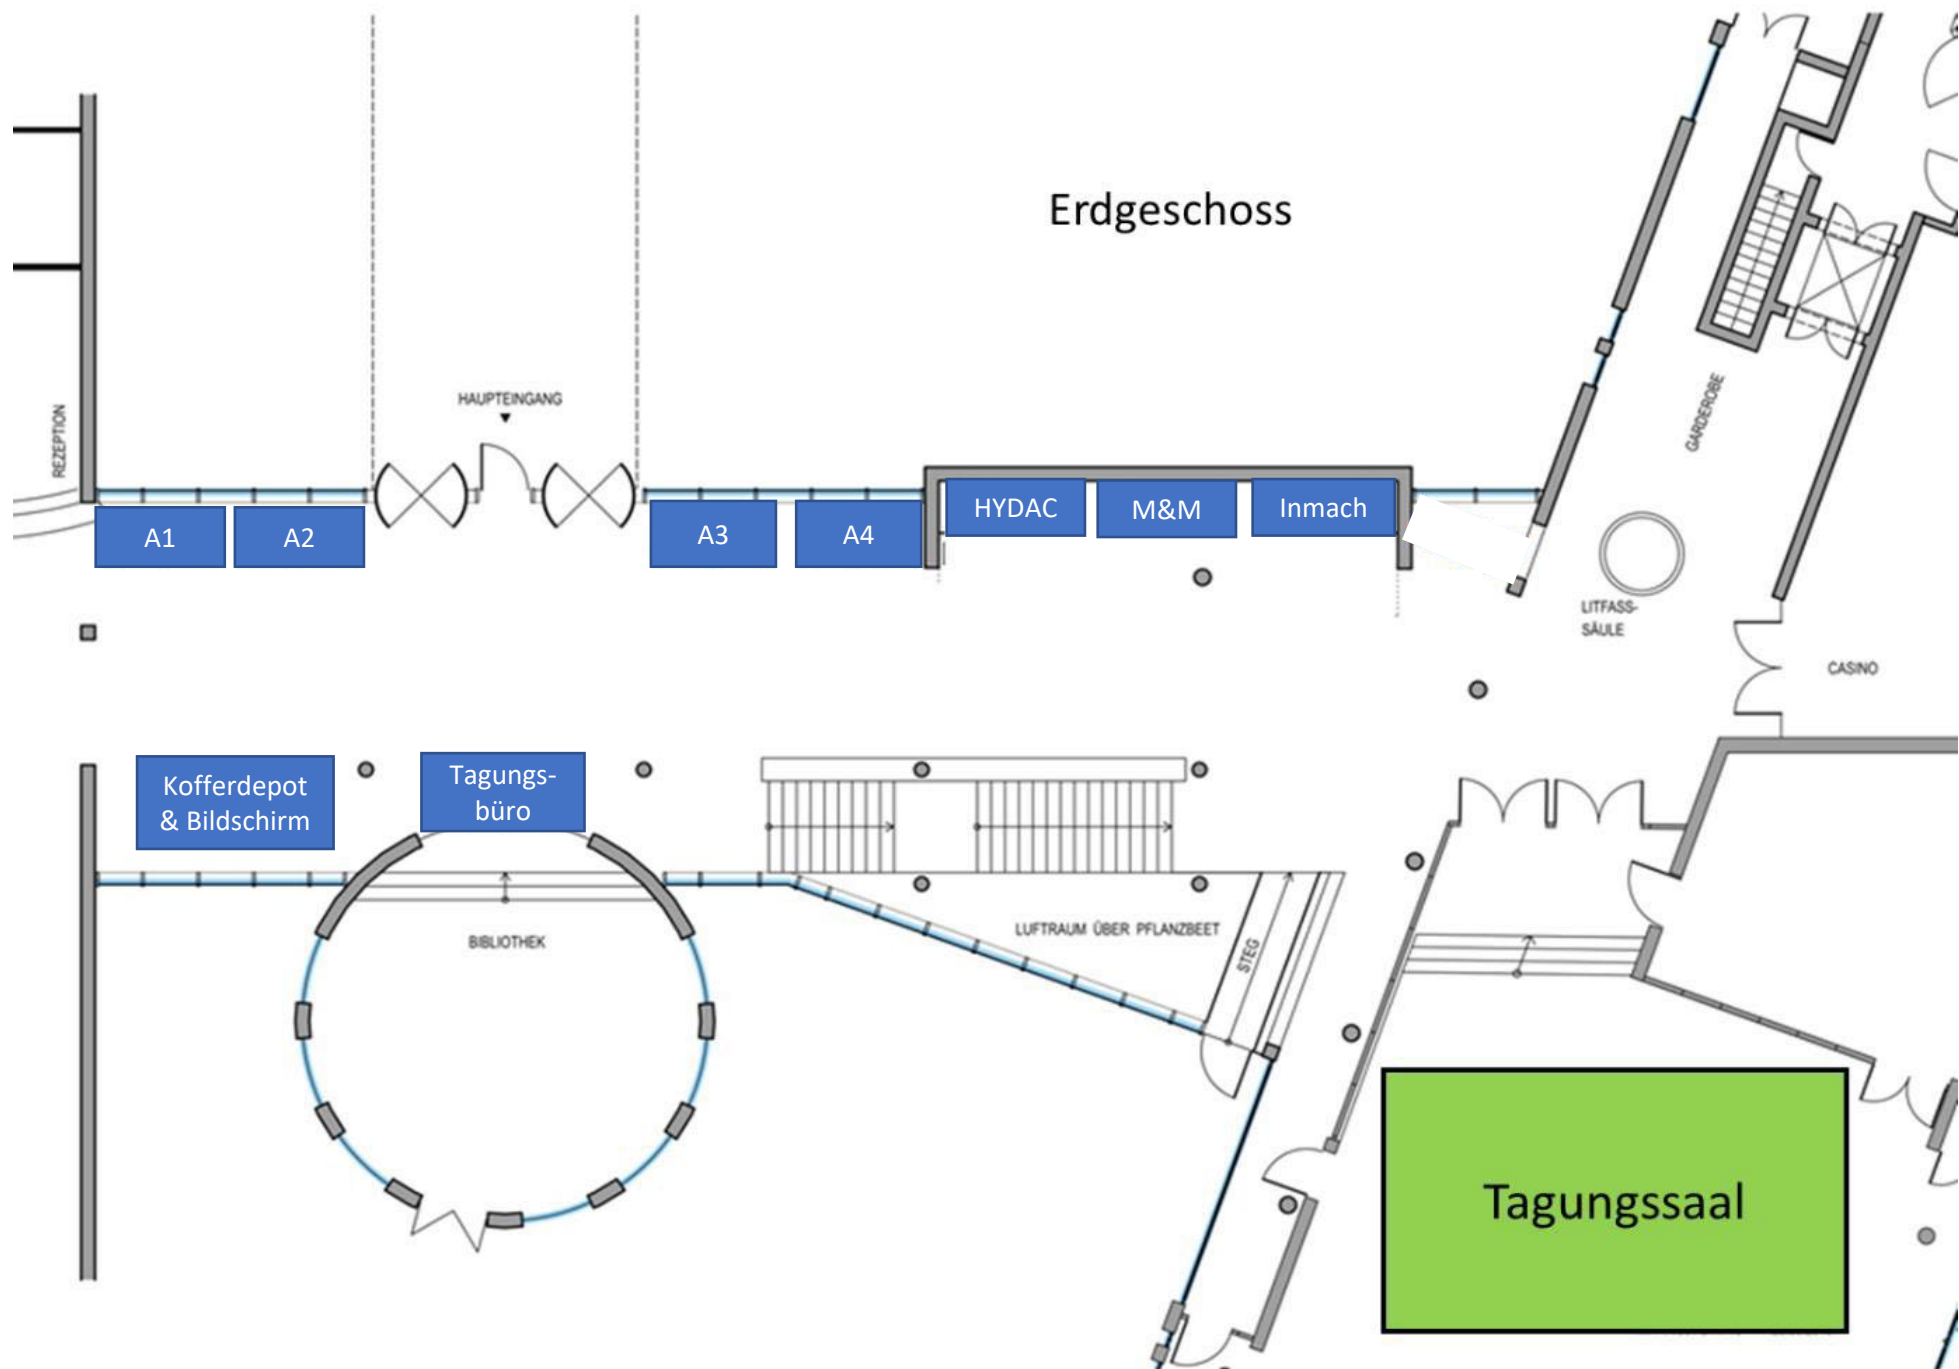 Erdgeschoss
HAUPTEINGANG
REZEPTION
GARDEROBE
A1
A2
A3
A4
HYDAC
M&M
Inmach
LITFASS-
SÄULE
CASINO
Kofferdepot
& Bildschirm
Tagungs-
büro
BIBLIOTHEK
LUFTRAUM ÜBER PFLANZBEET
STEG
Tagungssaal